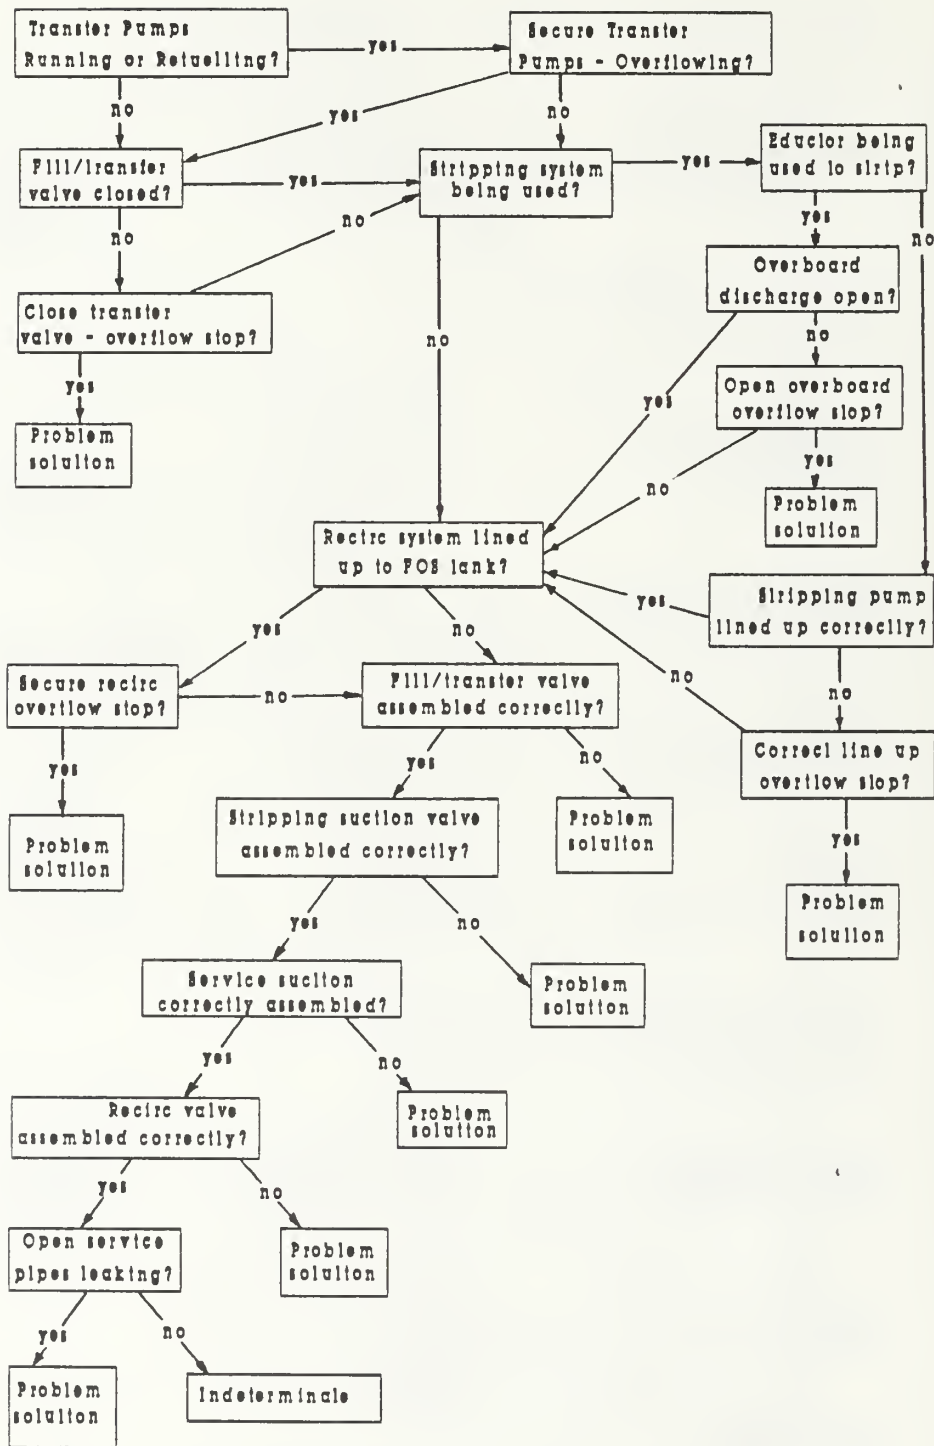 Transfer Pumps
Running or Refuelling?
yes
Secure Transfer
Pumps - Overflowing?
no
yes
no
Fill/transfer
valve closed?
yes
Stripping system
being used?
yes
Eductor being
used to strip?
no
no
yes
no
Close transfer
valve - overflow stop?
no
Overboard
discharge open?
yes
no
yes
Open overboard
overflow stop?
Problem
solution
no
yes
Problem
solution
Recirc system lined
up to FOS tank?
yes
Stripping pump
lined up correctly?
yes
no
no
no
Secure recirc
overflow stop?
no
Fill/transfer valve
assembled correctly?
Correct line up
overflow stop?
yes
yes
no
yes
Problem
solution
Stripping suction valve
assembled correctly?
Problem
solution
Problem
solution
yes
no
Service suction
correctly assembled?
Problem
solution
yes
no
Recirc valve
assembled correctly?
Problem
solution
yes
no
Open service
pipes leaking?
Problem
solution
yes
no
Problem
solution
Indeterminate